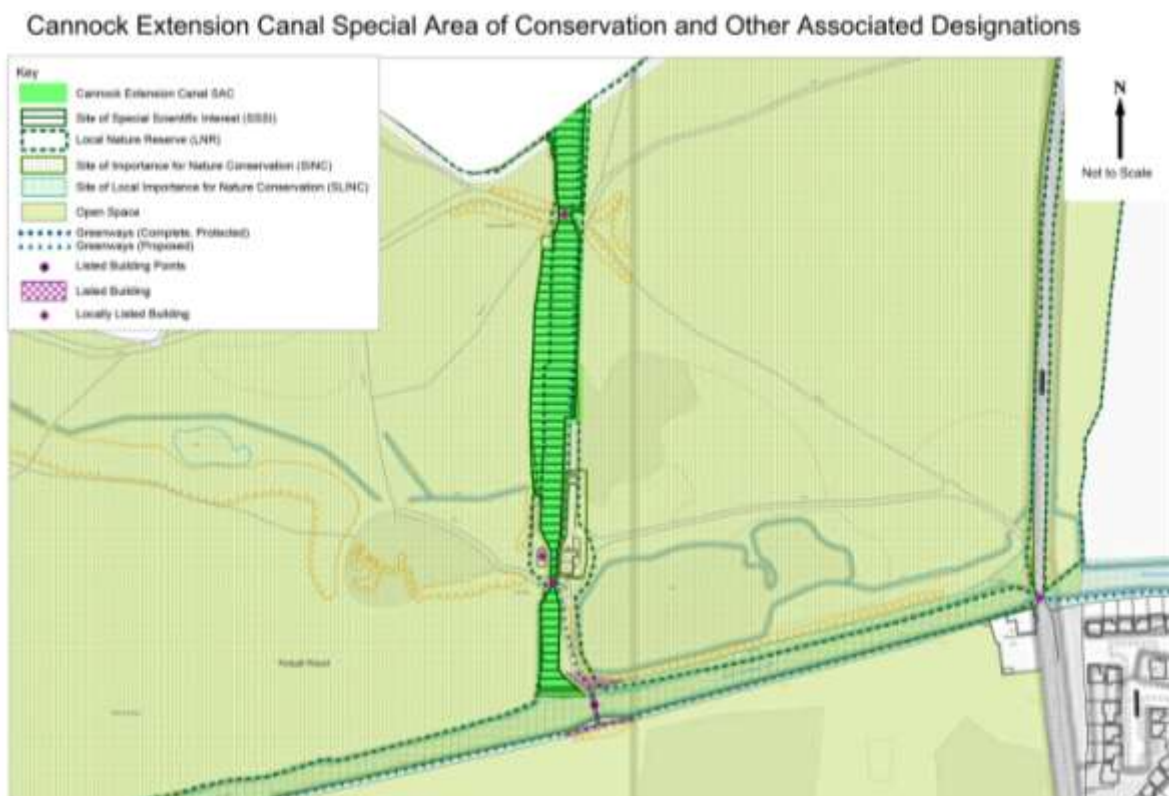 Cannock Extension Canal Special Area of Conservation and Other Associated Designations
Key
Cannock Extension Canal SAC
Site of Special Scientific Interest (SSSI)
Local Nature Reserve (LNR)
Site of Importance for Nature Conservation (SINC)
Site of Local Importance for Nature Conservation (SLINC)
Open Space
Greenways (Complete, Protected)
Greenways (Proposed)
Listed Building Points
Listed Building
Locally Listed Building
N
Not to Scale